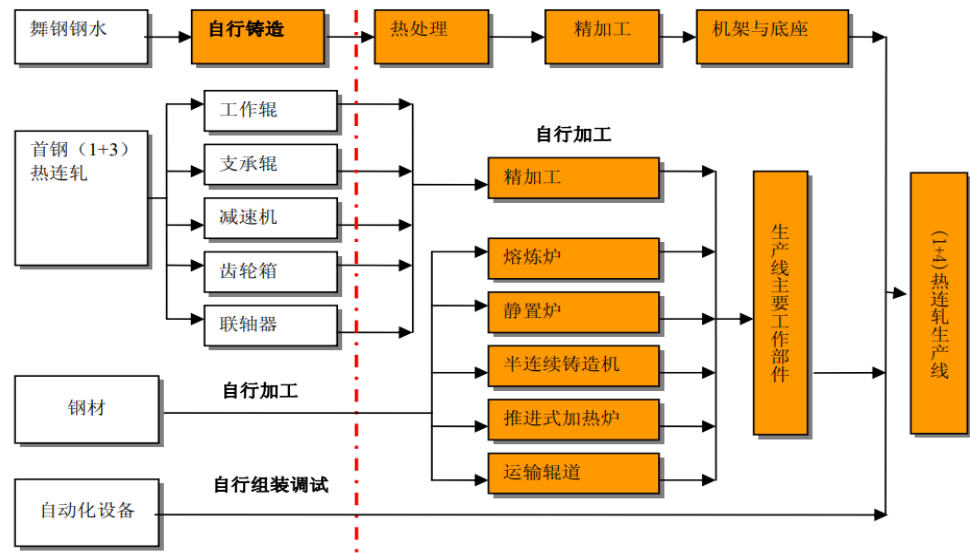 舞钢钢水
自行铸造
热处理
精加工
机架与底座
首钢（1+3）
热连轧
工作辊
支承辊
减速机
齿轮箱
联轴器
自行加工
精加工
熔炼炉
静置炉
半连续铸造机
推进式加热炉
运输辊道
生产线主要工作部件
(1+4)热连轧生产线
钢材
自行加工
自动化设备
自行组装调试